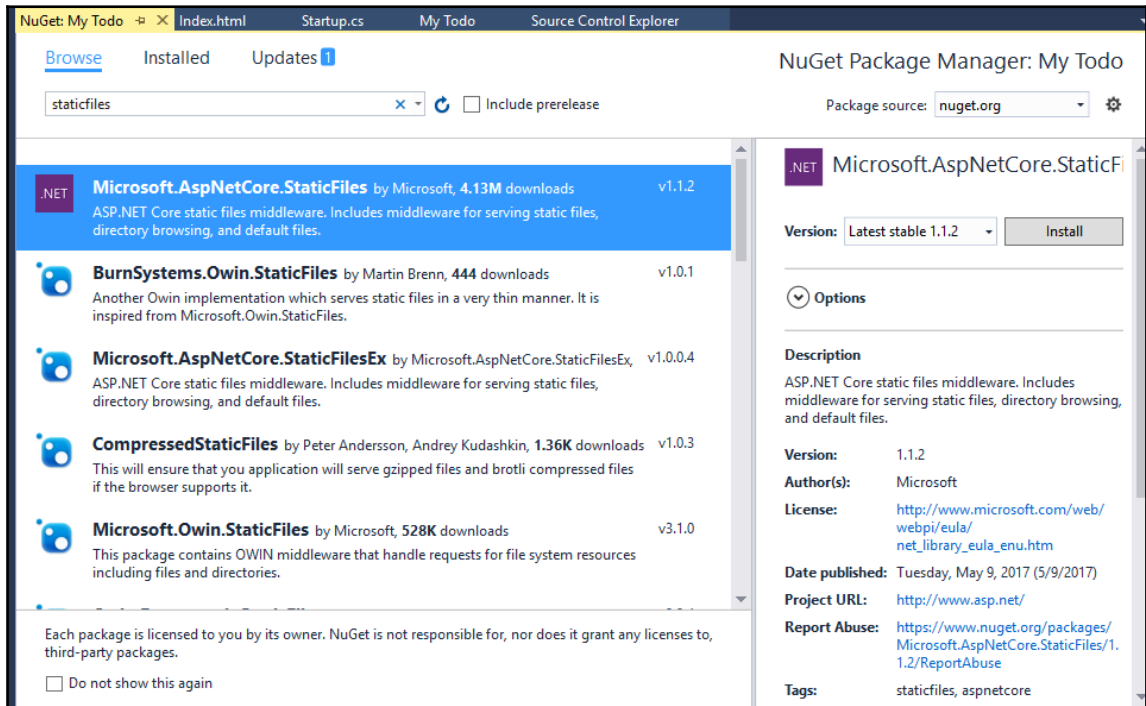 NuGet: My Todo
Index.html
Startup.cs
My Todo
Source Control Explorer
Browse
Installed
Updates 1
NuGet Package Manager: My Todo
staticfiles
Include prerelease
Package source: nuget.org
.NET
Microsoft.AspNetCore.StaticFiles by Microsoft, 4.13M downloads
v1.1.2
ASP.NET Core static files middleware. Includes middleware for serving static files,
directory browsing, and default files.
BurnSystems.Owin.StaticFiles by Martin Brenn, 444 downloads
v1.0.1
Another Owin implementation which serves static files in a very thin manner. It is
inspired from Microsoft.Owin.StaticFiles.
Microsoft.AspNetCore.StaticFilesEx by Microsoft.AspNetCore.StaticFilesEx,
v1.0.0.4
ASP.NET Core static files middleware. Includes middleware for serving static files,
directory browsing, and default files.
CompressedStaticFiles by Peter Andersson, Andrey Kudashkin, 1.36K downloads
v1.0.3
This will ensure that you application will serve gzipped files and brotli compressed files
if the browser supports it.
Microsoft.Owin.StaticFiles by Microsoft, 528K downloads
v3.1.0
This package contains OWIN middleware that handle requests for file system resources
including files and directories.
Each package is licensed to you by its owner. NuGet is not responsible for, nor does it grant any licenses to,
third-party packages.
Do not show this again
.NET
Microsoft.AspNetCore.StaticFi
Version: Latest stable 1.1.2
Install
Options
Description
ASP.NET Core static files middleware. Includes
middleware for serving static files, directory browsing,
and default files.
Version: 1.1.2
Author(s): Microsoft
License: http://www.microsoft.com/web/
webpi/eula/
net_library_eula_enu.htm
Date published: Tuesday, May 9, 2017 (5/9/2017)
Project URL: http://www.asp.net/
Report Abuse: https://www.nuget.org/packages/
Microsoft.AspNetCore.StaticFiles/1.
1.2/ReportAbuse
Tags: staticfiles, aspnetcore